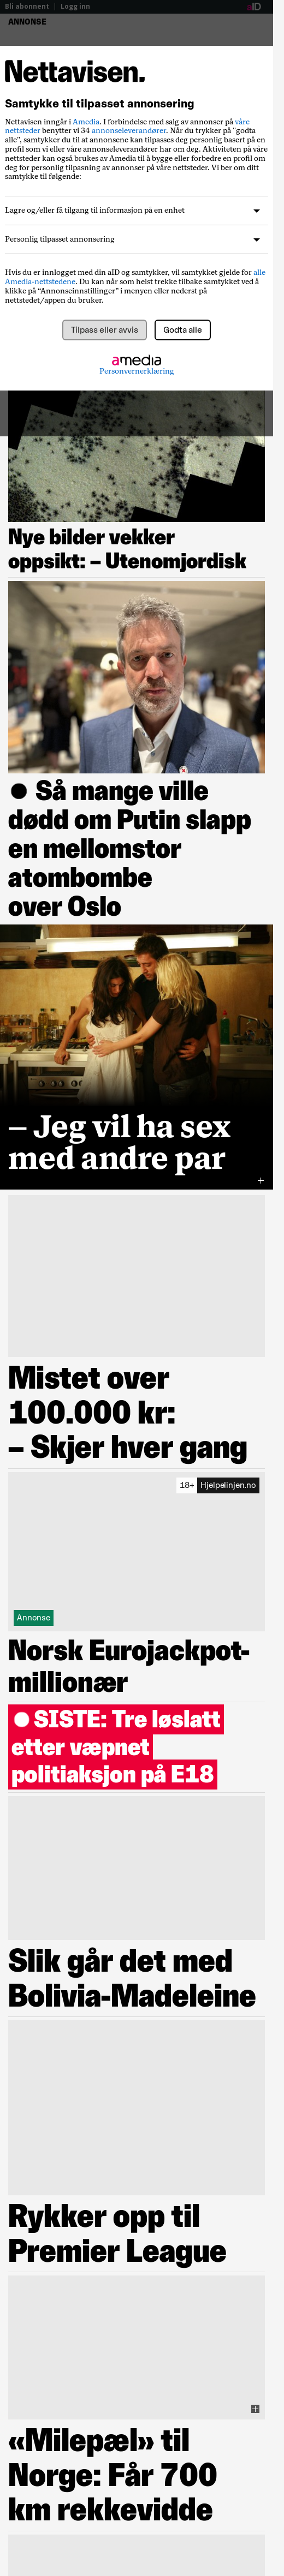 Bli abonnent | Logg inn
aID
ANNONSE
Nettavisen.
Samtykke til tilpasset annonsering
Nettavisen inngår i Amedia. I forbindelse med salg av annonser på våre
nettsteder benytter vi 34 annonseleverandører. Når du trykker på "godta
alle", samtykker du til at annonsene kan tilpasses deg personlig basert på en
profil som vi eller våre annonseleverandører har om deg. Aktiviteten på våre
nettsteder kan også brukes av Amedia til å bygge eller forbedre en profil om
deg for personlig tilpasning av annonser på våre nettsteder. Vi ber om ditt
samtykke til følgende:
Lagre og/eller få tilgang til informasjon på en enhet
Personlig tilpasset annonsering
Hvis du er innlogget med din aID og samtykker, vil samtykket gjelde for alle
Amedia-nettstedene. Du kan når som helst trekke tilbake samtykket ved å
klikke på “Annonseinnstillinger” i menyen eller nederst på
nettstedet/appen du bruker.
Tilpass eller avvis
Godta alle
amedia
Personvernerklæring
Nye bilder vekker
oppsikt: – Utenomjordisk
● Så mange ville
dødd om Putin slapp
en mellomstor
atombombe
over Oslo
– Jeg vil ha sex
med andre par
+
Mistet over
100.000 kr:
– Skjer hver gang
18+ Hjelpelinjen.no
Annonse
Norsk Eurojackpot-
millionær
● SISTE: Tre løslatt
etter væpnet
politiaksjon på E18
Slik går det med
Bolivia-Madeleine
Rykker opp til
Premier League
+
«Milepæl» til
Norge: Får 700
km rekkevidde